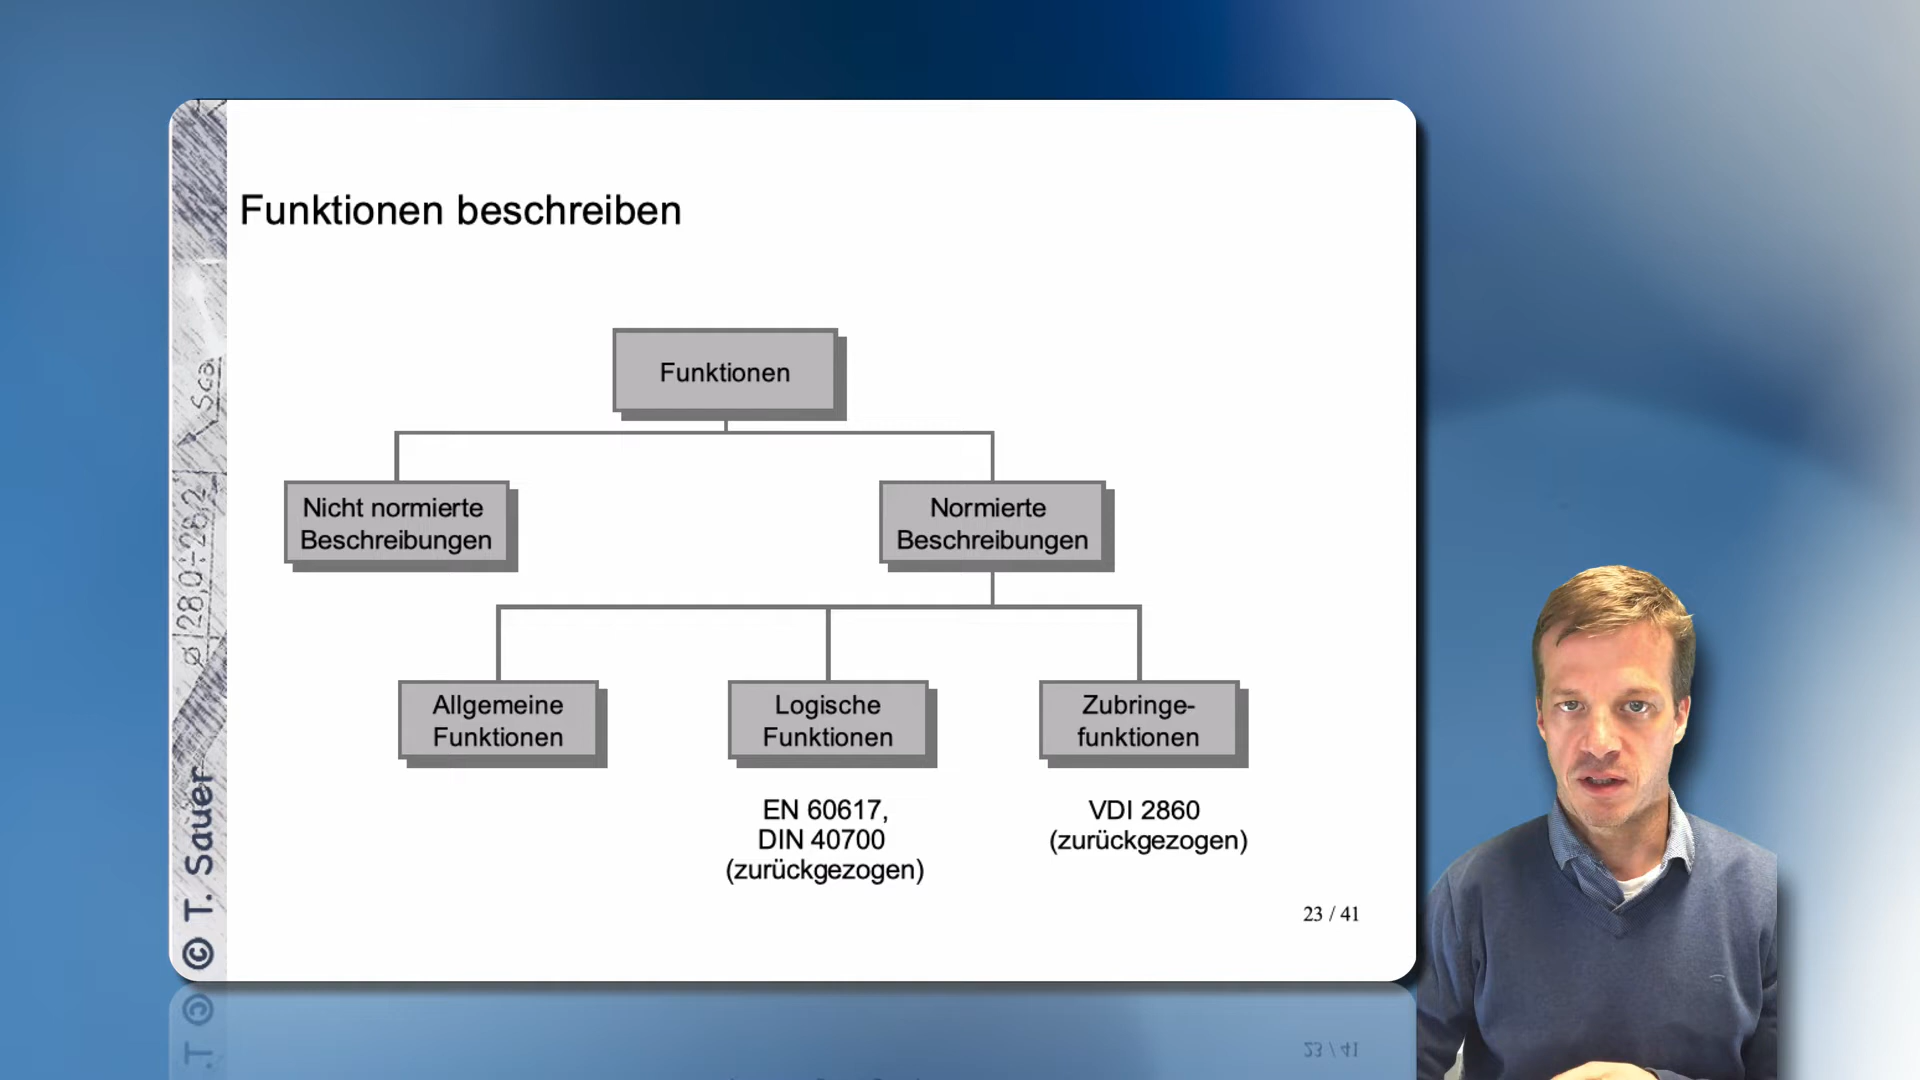 Funktionen beschreiben
Funktionen
Nicht normierte
Beschreibungen
Normierte
Beschreibungen
Allgemeine
Funktionen
Logische
Funktionen
Zubringe-
funktionen
EN 60617,
DIN 40700
(zurückgezogen)
VDI 2860
(zurückgezogen)
23 / 41
© T. Sauer